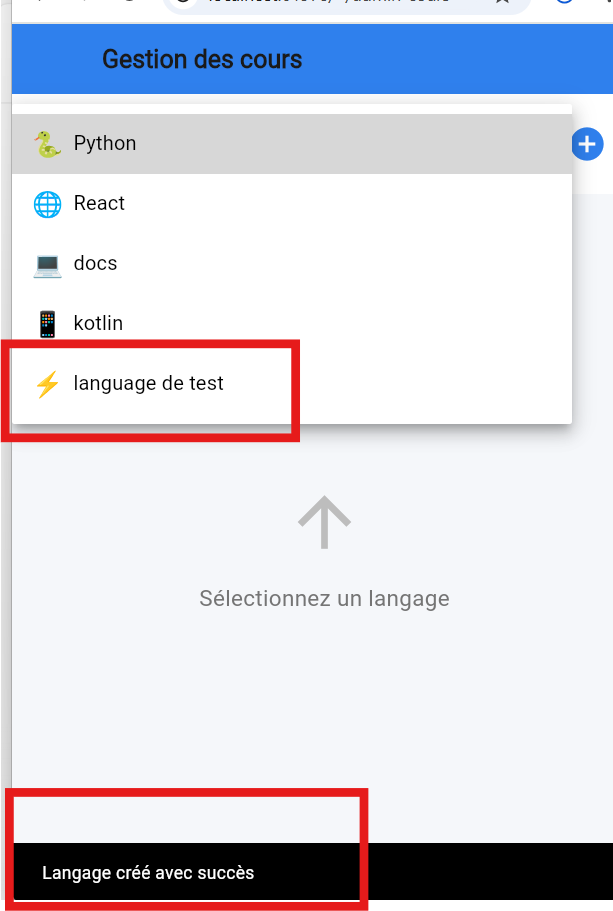 Gestion des cours
Python
React
docs
kotlin
language de test
Sélectionnez un langage
Langage créé avec succès